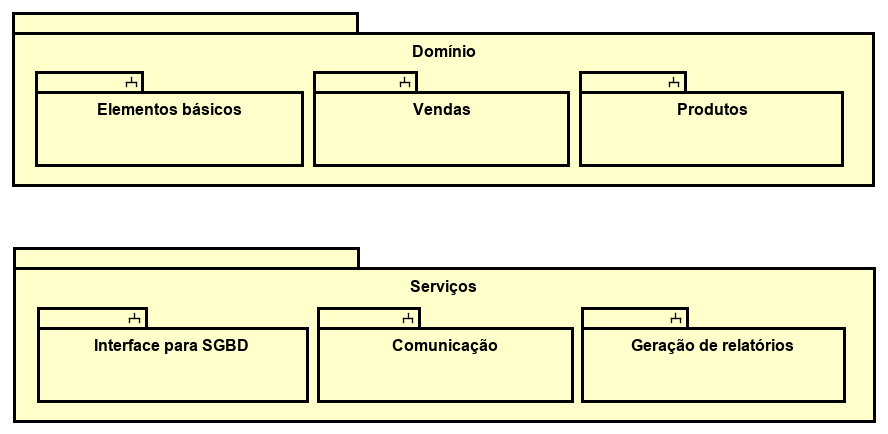 Domínio
Elementos básicos
Vendas
Produtos
Serviços
Interface para SGBD
Comunicação
Geração de relatórios